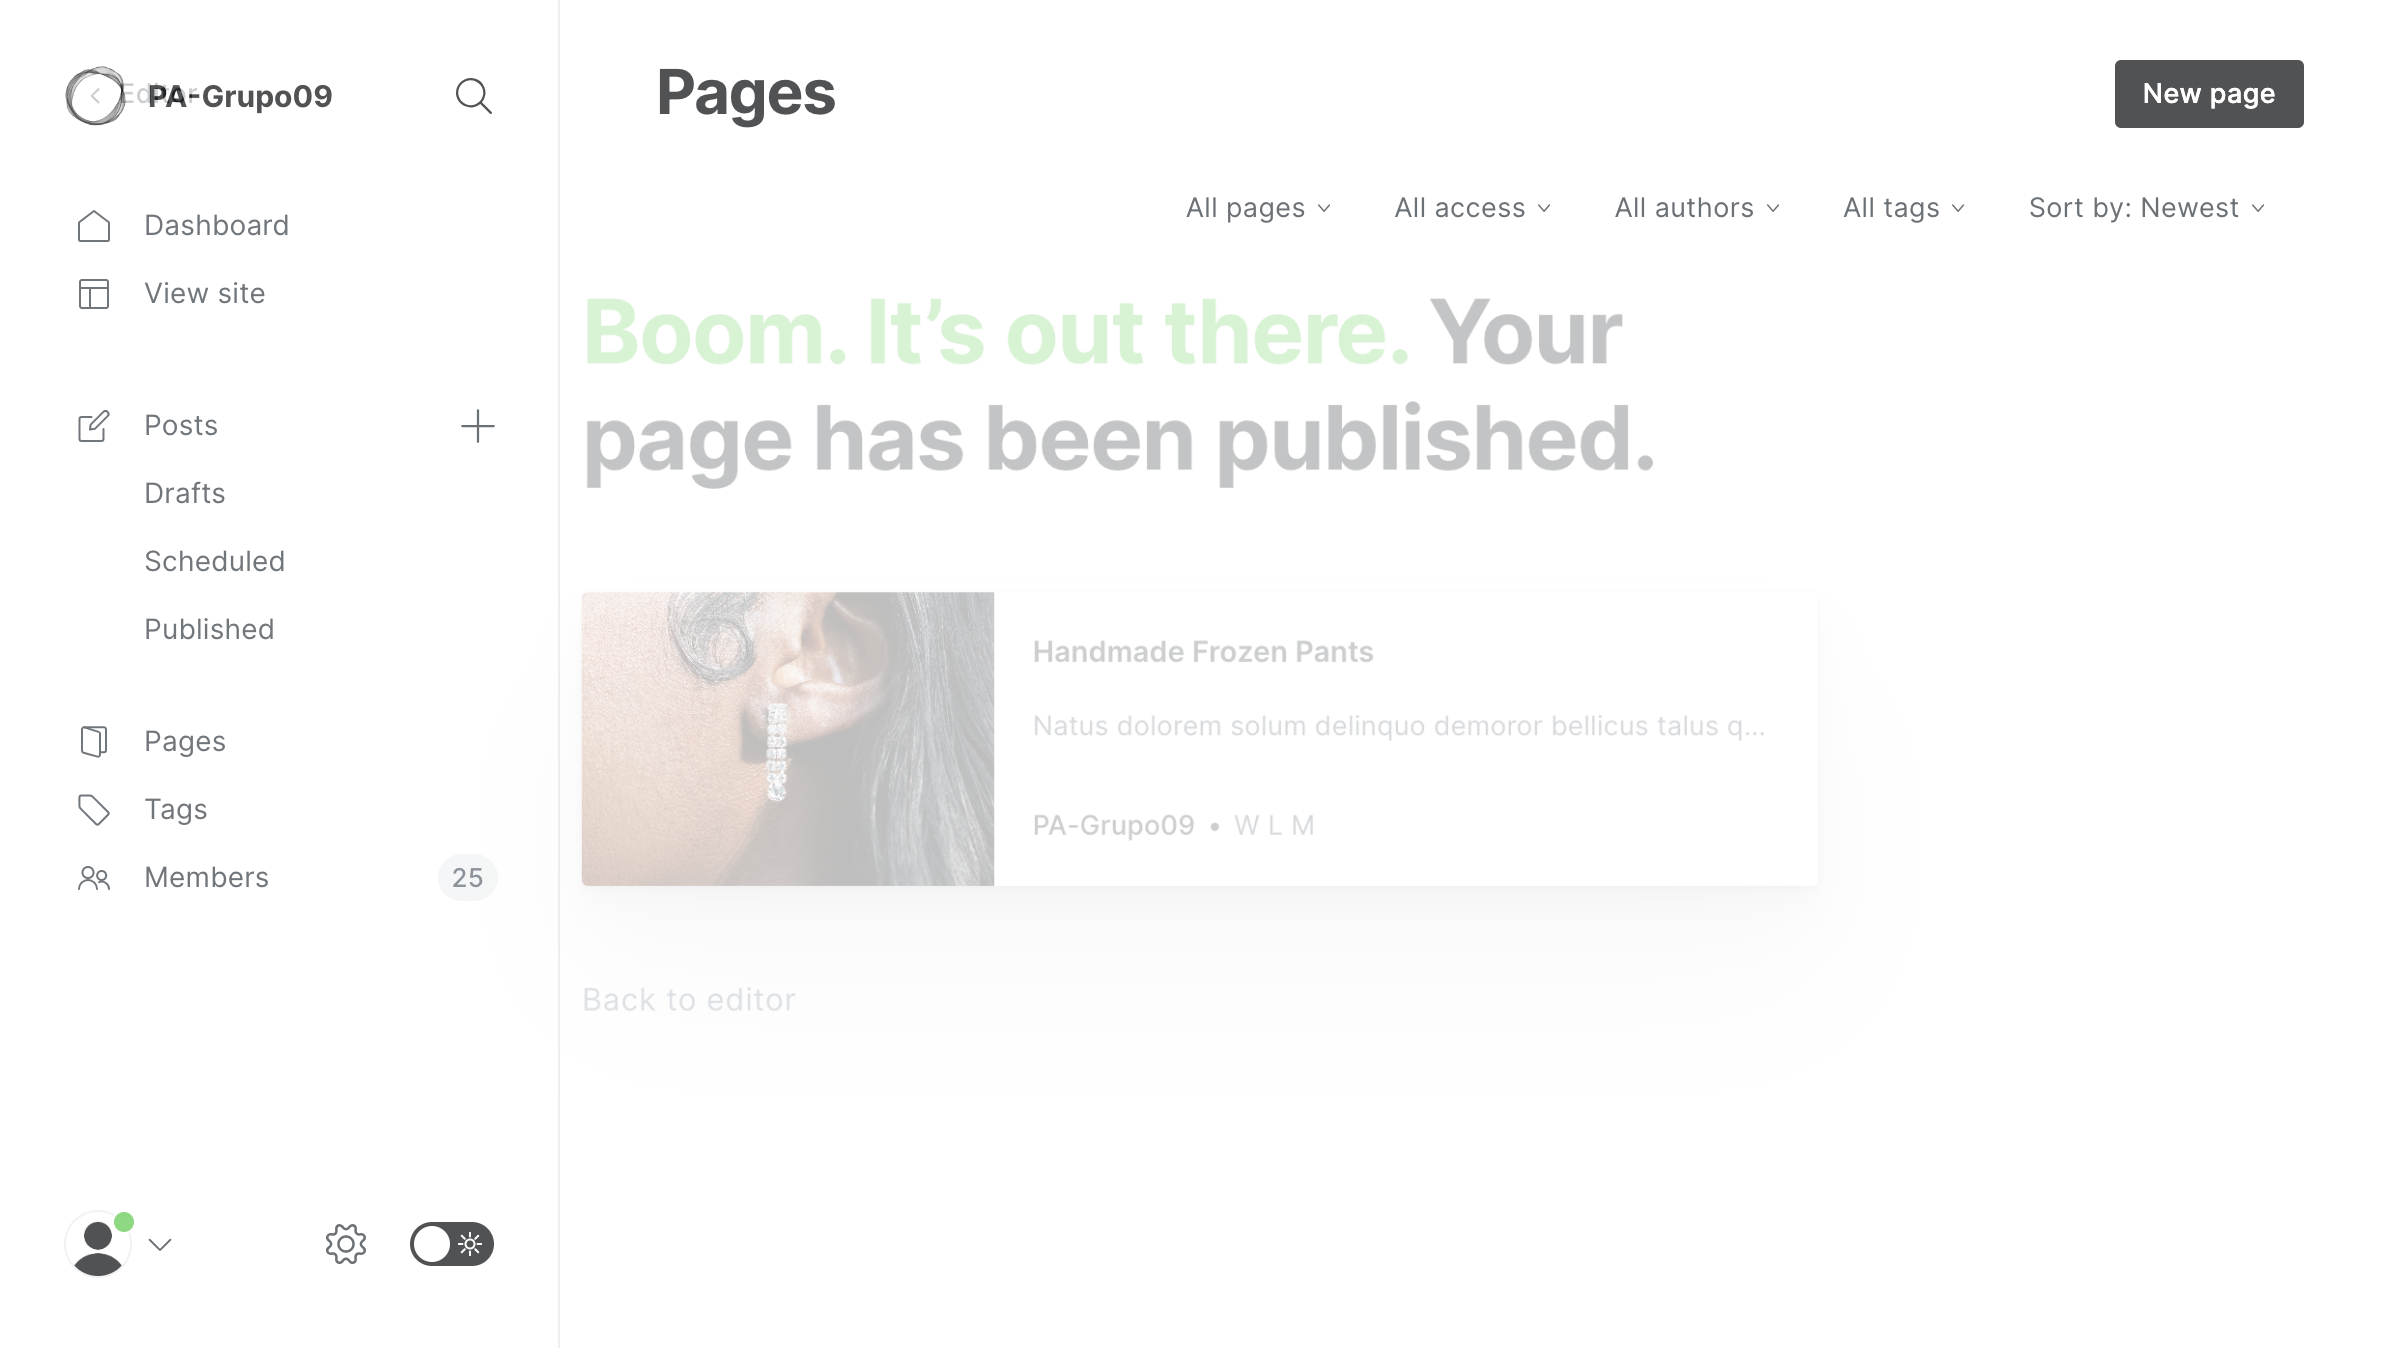 Editor
PA-Grupo09
Pages
New page
All pages
All access
All authors
All tags
Sort by: Newest
Dashboard
View site
Posts
Drafts
Scheduled
Published
Pages
Tags
Members
25
Boom. It’s out there. Your
page has been published.
Handmade Frozen Pants
Natus dolorem solum delinquo demoror bellicus talus q...
PA-Grupo09 • W L M
Back to editor